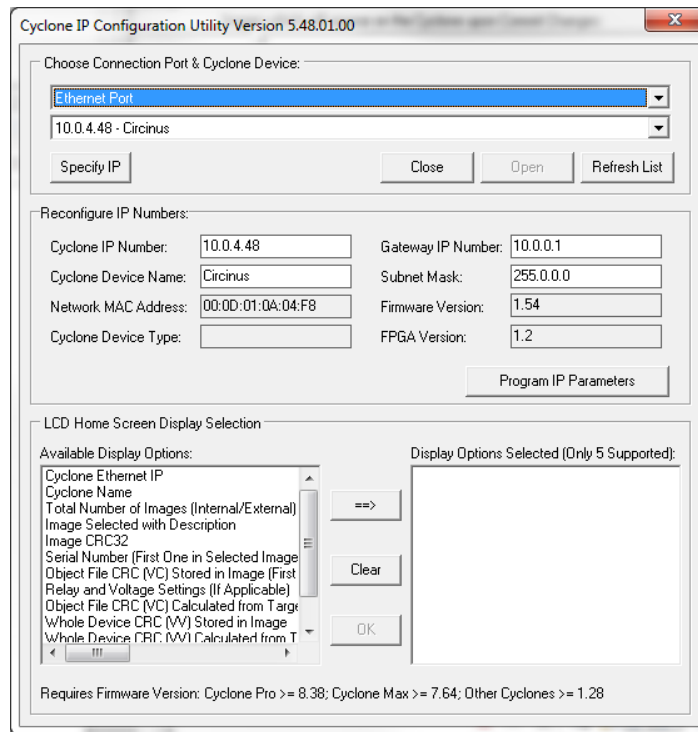 Cyclone IP Configuration Utility Version 5.48.01.00
Choose Connection Port & Cyclone Device:
Ethernet Port
10.0.4.48 - Circinus
Specify IP
Close
Open
Refresh List
Reconfigure IP Numbers:
Cyclone IP Number: 10.0.4.48
Gateway IP Number: 10.0.0.1
Cyclone Device Name: Circinus
Subnet Mask: 255.0.0.0
Network MAC Address: 00:0D:01:0A:04:F8
Firmware Version: 1.54
Cyclone Device Type:
FPGA Version: 1.2
Program IP Parameters
LCD Home Screen Display Selection
Available Display Options:
Display Options Selected (Only 5 Supported):
Cyclone Ethernet IP
Cyclone Name
Total Number of Images (Internal/External)
Image Selected with Description
Image CRC32
Serial Number (First One in Selected Image
Object File CRC (VC) Stored in Image (First
Relay and Voltage Settings (If Applicable)
Object File CRC (VC) Calculated from Targe
Whole Device CRC (VV) Stored in Image
Whole Device CRC (VV) Calculated from T
==>
Clear
OK
Requires Firmware Version: Cyclone Pro >= 8.38; Cyclone Max >= 7.64; Other Cyclones >= 1.28